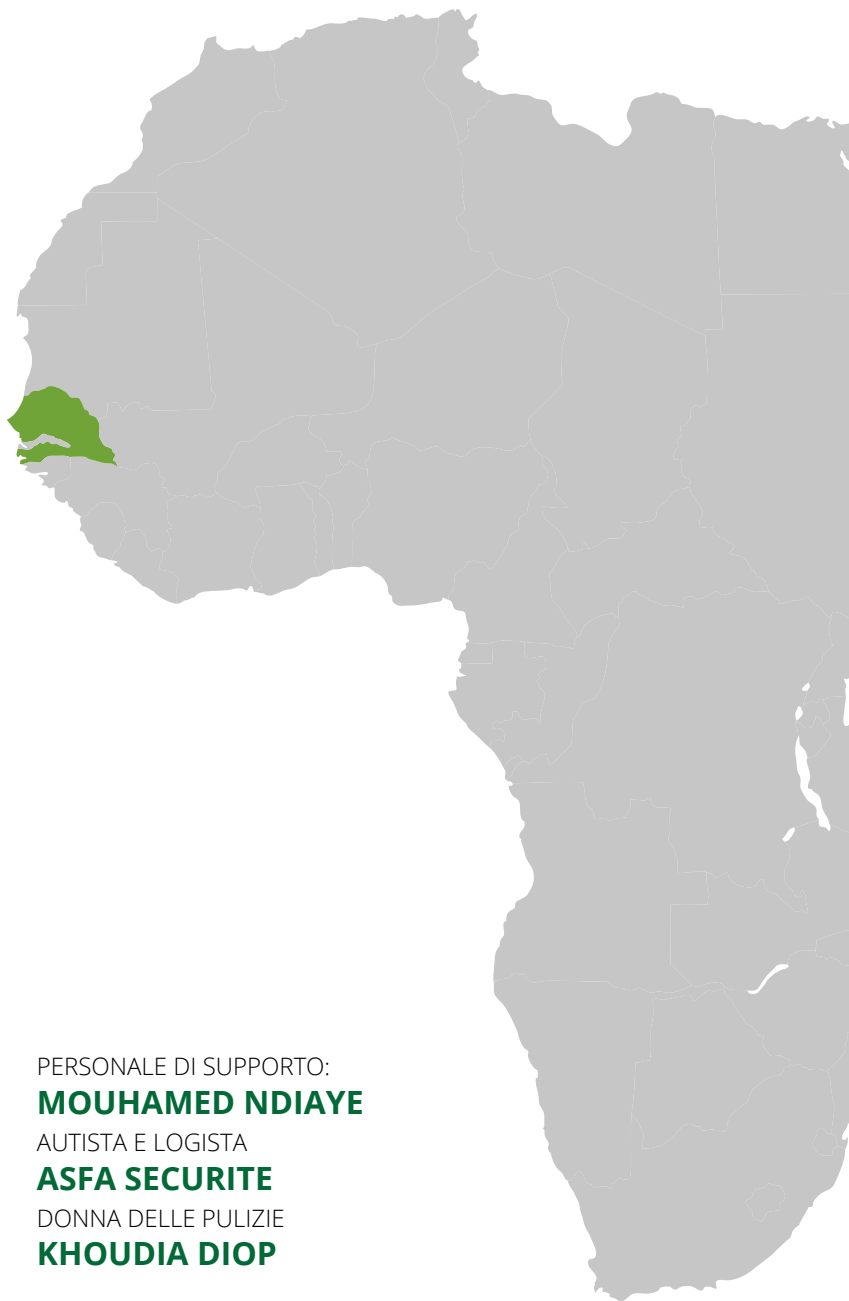 PERSONALE DI SUPPORTO:
MOUHAMED NDIAYE
AUTISTA E LOGISTA
ASFA SECURITE
DONNA DELLE PULIZIE
KHOUDIA DIOP